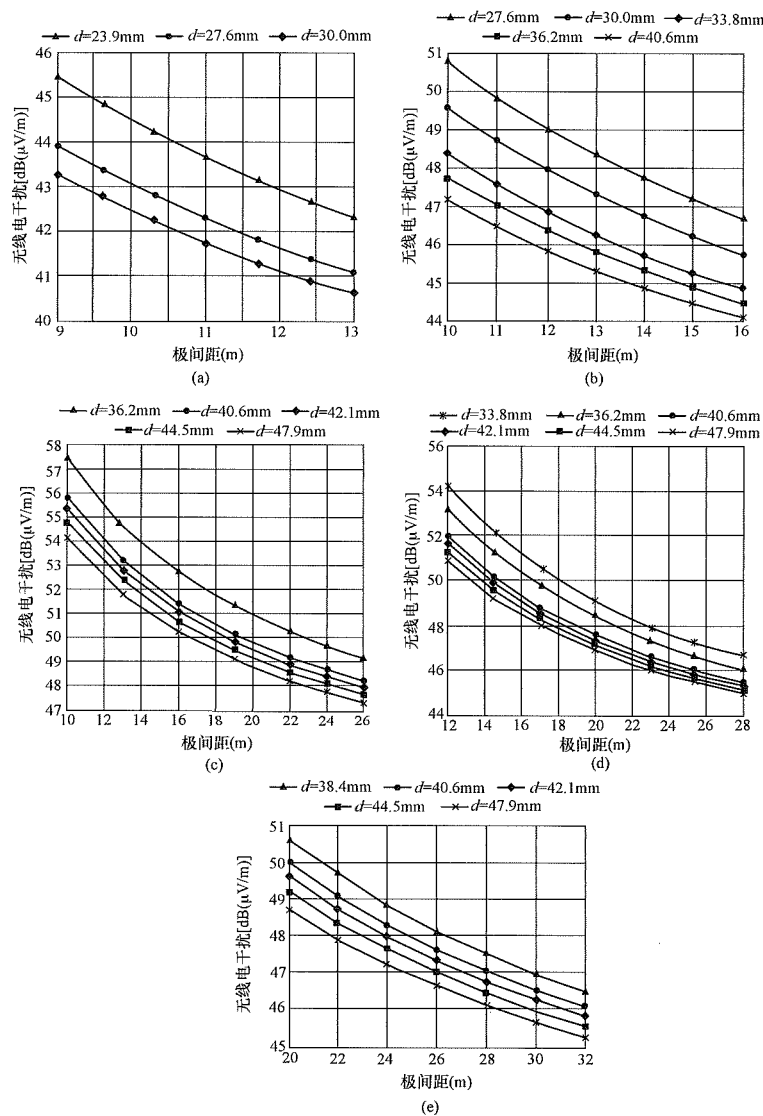 d=23.9mm d=27.6mm d=30.0mm
无线电干扰[dB(μV/m)]
46
45
44
43
42
41
40
9 10 11 12 13
极间距(m)
(a)
d=27.6mm d=30.0mm d=33.8mm
d=36.2mm d=40.6mm
无线电干扰[dB(μV/m)]
51
50
49
48
47
46
45
44
10 11 12 13 14 15 16
极间距(m)
(b)
d=36.2mm d=40.6mm d=42.1mm
d=44.5mm d=47.9mm
无线电干扰[dB(μV/m)]
58
57
56
55
54
53
52
51
50
49
48
47
10 12 14 16 18 20 22 24 26
极间距(m)
(c)
d=33.8mm d=36.2mm d=40.6mm
d=42.1mm d=44.5mm d=47.9mm
无线电干扰[dB(μV/m)]
56
54
52
50
48
46
44
12 14 16 18 20 22 24 26 28
极间距(m)
(d)
d=38.4mm d=40.6mm d=42.1mm
d=44.5mm d=47.9mm
无线电干扰[dB(μV/m)]
51
50
49
48
47
46
45
20 22 24 26 28 30 32
极间距(m)
(e)